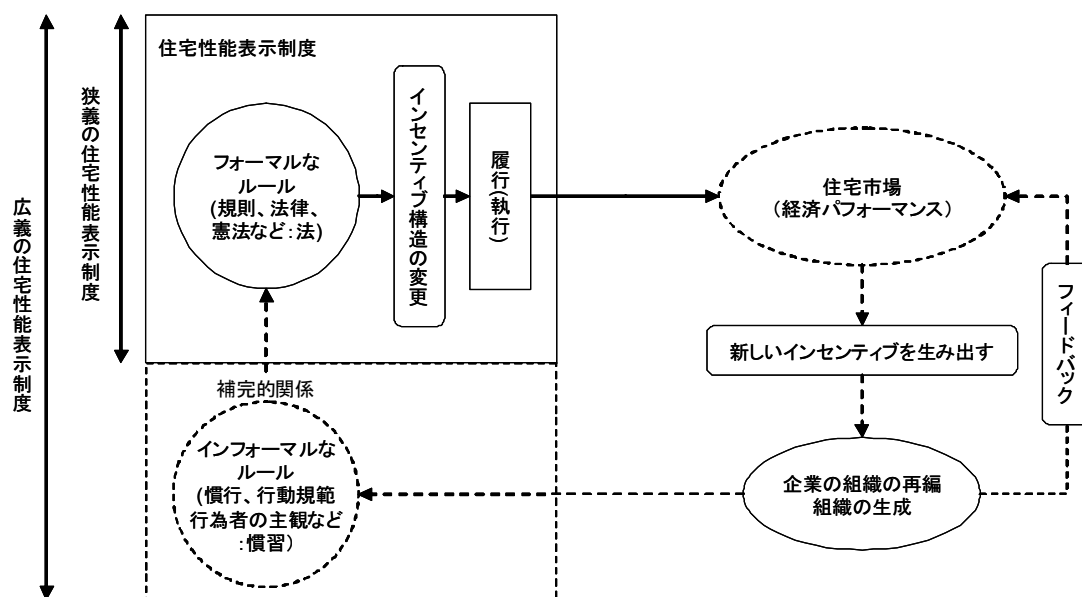 広義の住宅性能表示制度
狭義の住宅性能表示制度
住宅性能表示制度
フォーマルな
ルール
(規則、法律、
憲法など:法)
インセンティブ構造の変更
履行(執行)
住宅市場
(経済パフォーマンス)
新しいインセンティブを生み出す
フィードバック
補完的関係
インフォーマルな
ルール
(慣行、行動規範
行為者の主観など
:慣習)
企業の組織の再編
組織の生成